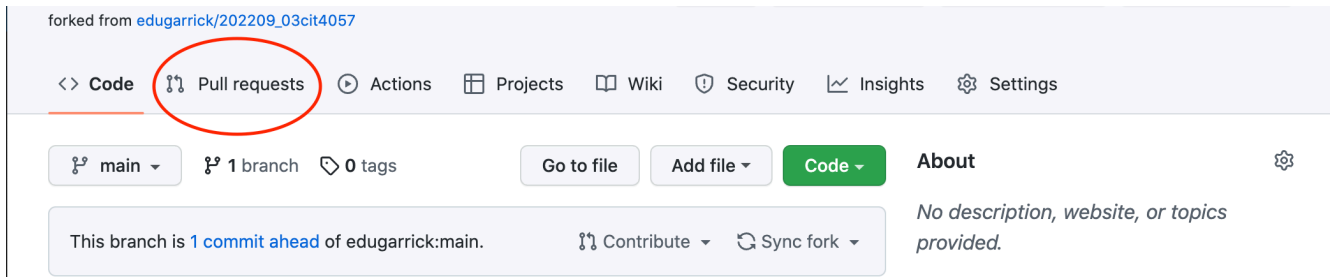 forked from edugarrick/202209_03cit4057
<> Code Pull requests Actions Projects Wiki Security Insights Settings
main 1 branch 0 tags Go to file Add file Code About
This branch is 1 commit ahead of edugarrick:main. Contribute Sync fork
No description, website, or topics
provided.